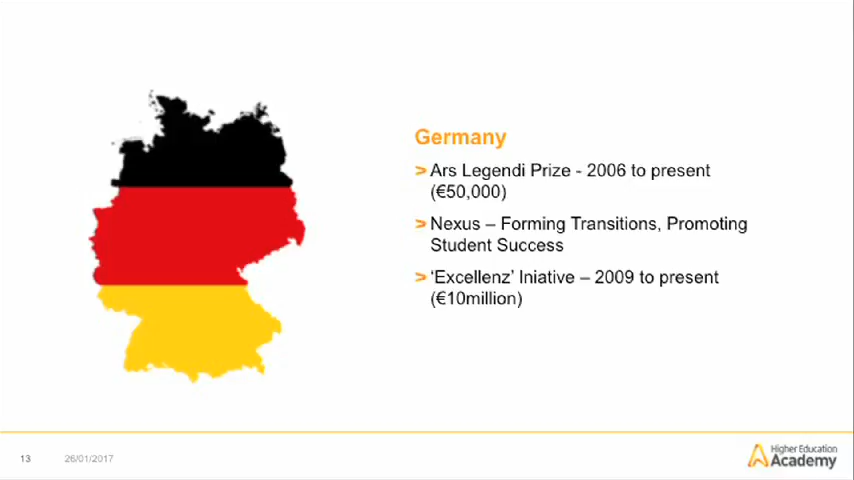 Germany
> Ars Legendi Prize - 2006 to present
(€50,000)
> Nexus – Forming Transitions, Promoting
Student Success
> ‘Excellenz’ Iniative – 2009 to present
(€10million)
13 26/01/2017
Higher Education
Academy